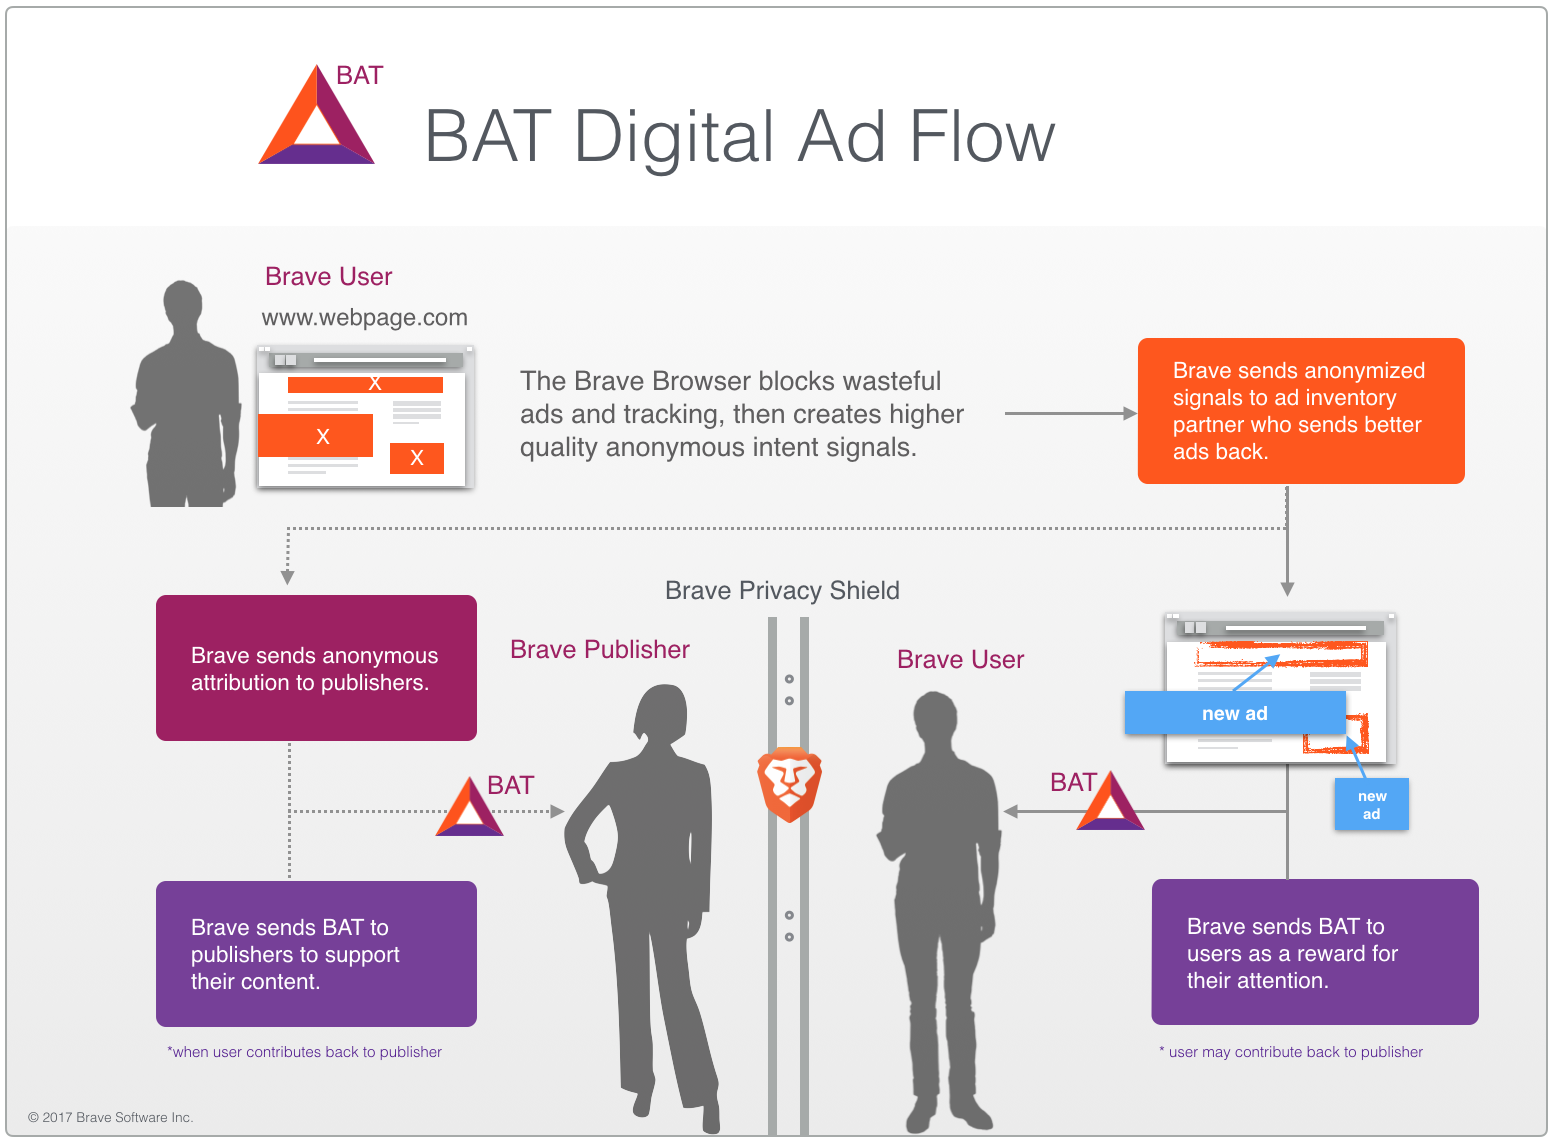 BAT
BAT Digital Ad Flow
Brave User
www.webpage.com
X
X
X
The Brave Browser blocks wasteful
ads and tracking, then creates higher
quality anonymous intent signals.
Brave sends anonymized
signals to ad inventory
partner who sends better
ads back.
Brave Privacy Shield
Brave sends anonymous
attribution to publishers.
Brave Publisher
Brave User
new ad
BAT
BAT
new
ad
Brave sends BAT to
publishers to support
their content.
Brave sends BAT to
users as a reward for
their attention.
*when user contributes back to publisher
* user may contribute back to publisher
© 2017 Brave Software Inc.